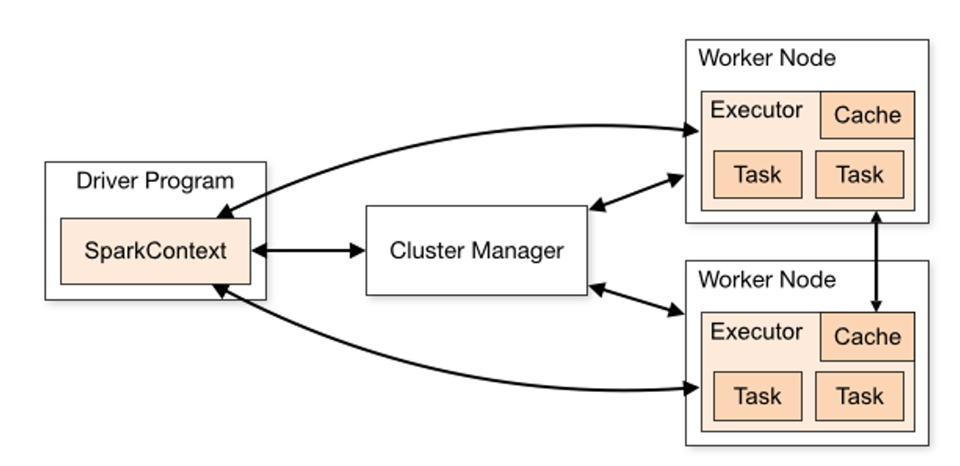 Driver Program
SparkContext
Cluster Manager
Worker Node
Executor
Cache
Task
Task
Worker Node
Executor
Cache
Task
Task